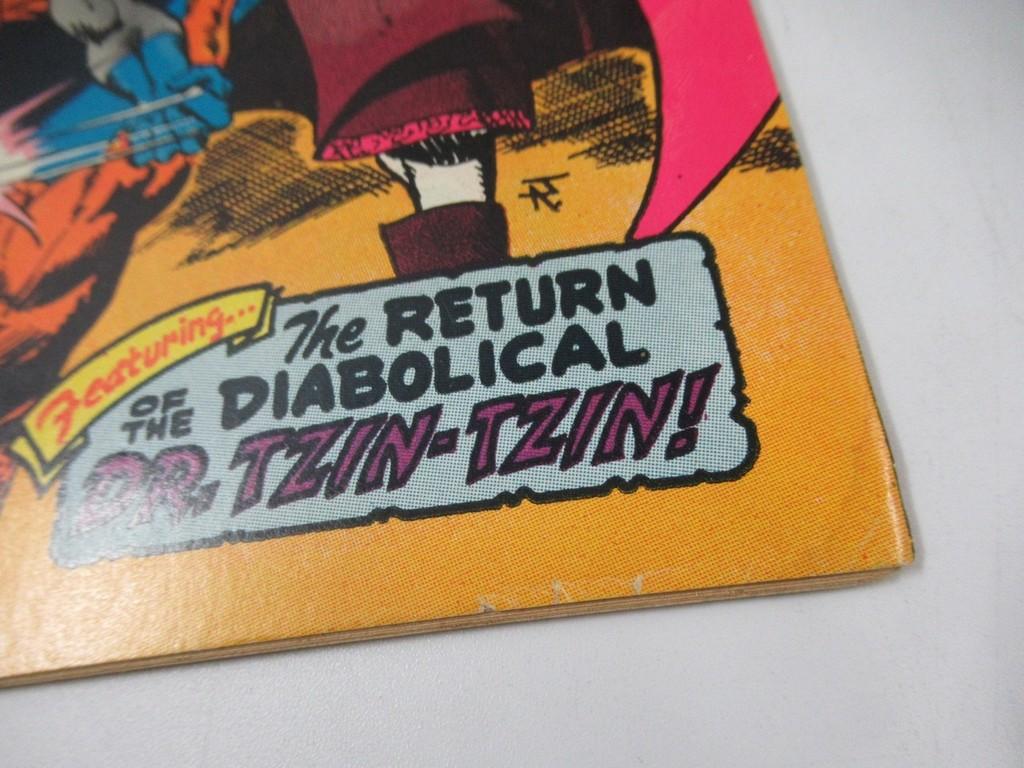 Featuring...
The RETURN
OF THE DIABOLICAL
DR. TZIN-TZIN!